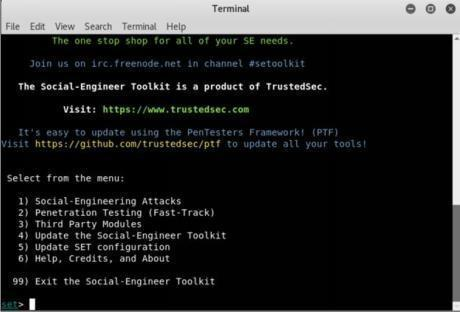 Terminal
File Edit View Search Terminal Help
The one stop shop for all of your SE needs.
Join us on irc.freenode.net in channel #setoolkit
The Social-Engineer Toolkit is a product of TrustedSec.
Visit: https://www.trustedsec.com
It's easy to update using the PenTesters Framework! (PTF)
Visit https://github.com/trustedsec/ptf to update all your tools!
Select from the menu:
1) Social-Engineering Attacks
2) Penetration Testing (Fast-Track)
3) Third Party Modules
4) Update the Social-Engineer Toolkit
5) Update SET configuration
6) Help, Credits, and About
99) Exit the Social-Engineer Toolkit
set>